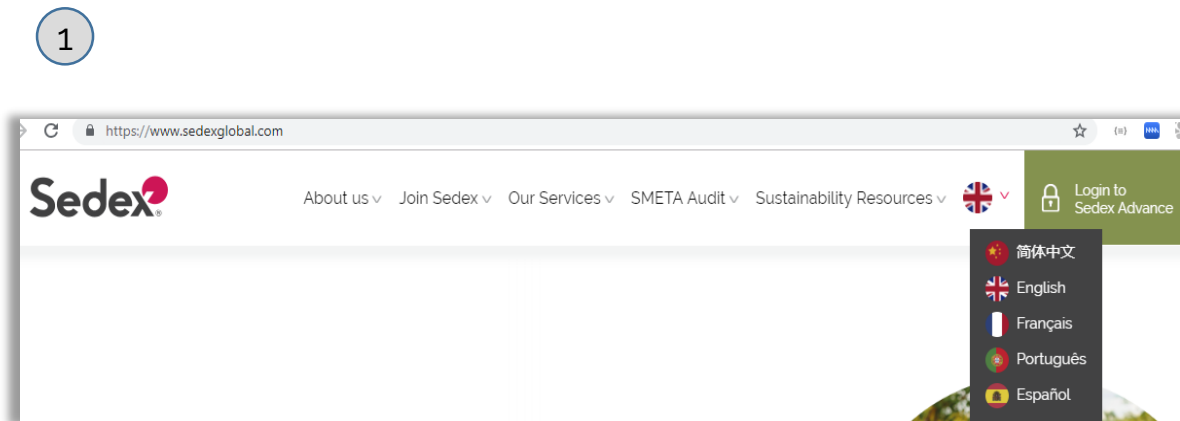 1
https://www.sedexglobal.com
Sedex
About us Join Sedex Our Services SMETA Audit Sustainability Resources
Login to
Sedex Advance
简体中文
English
Français
Português
Español